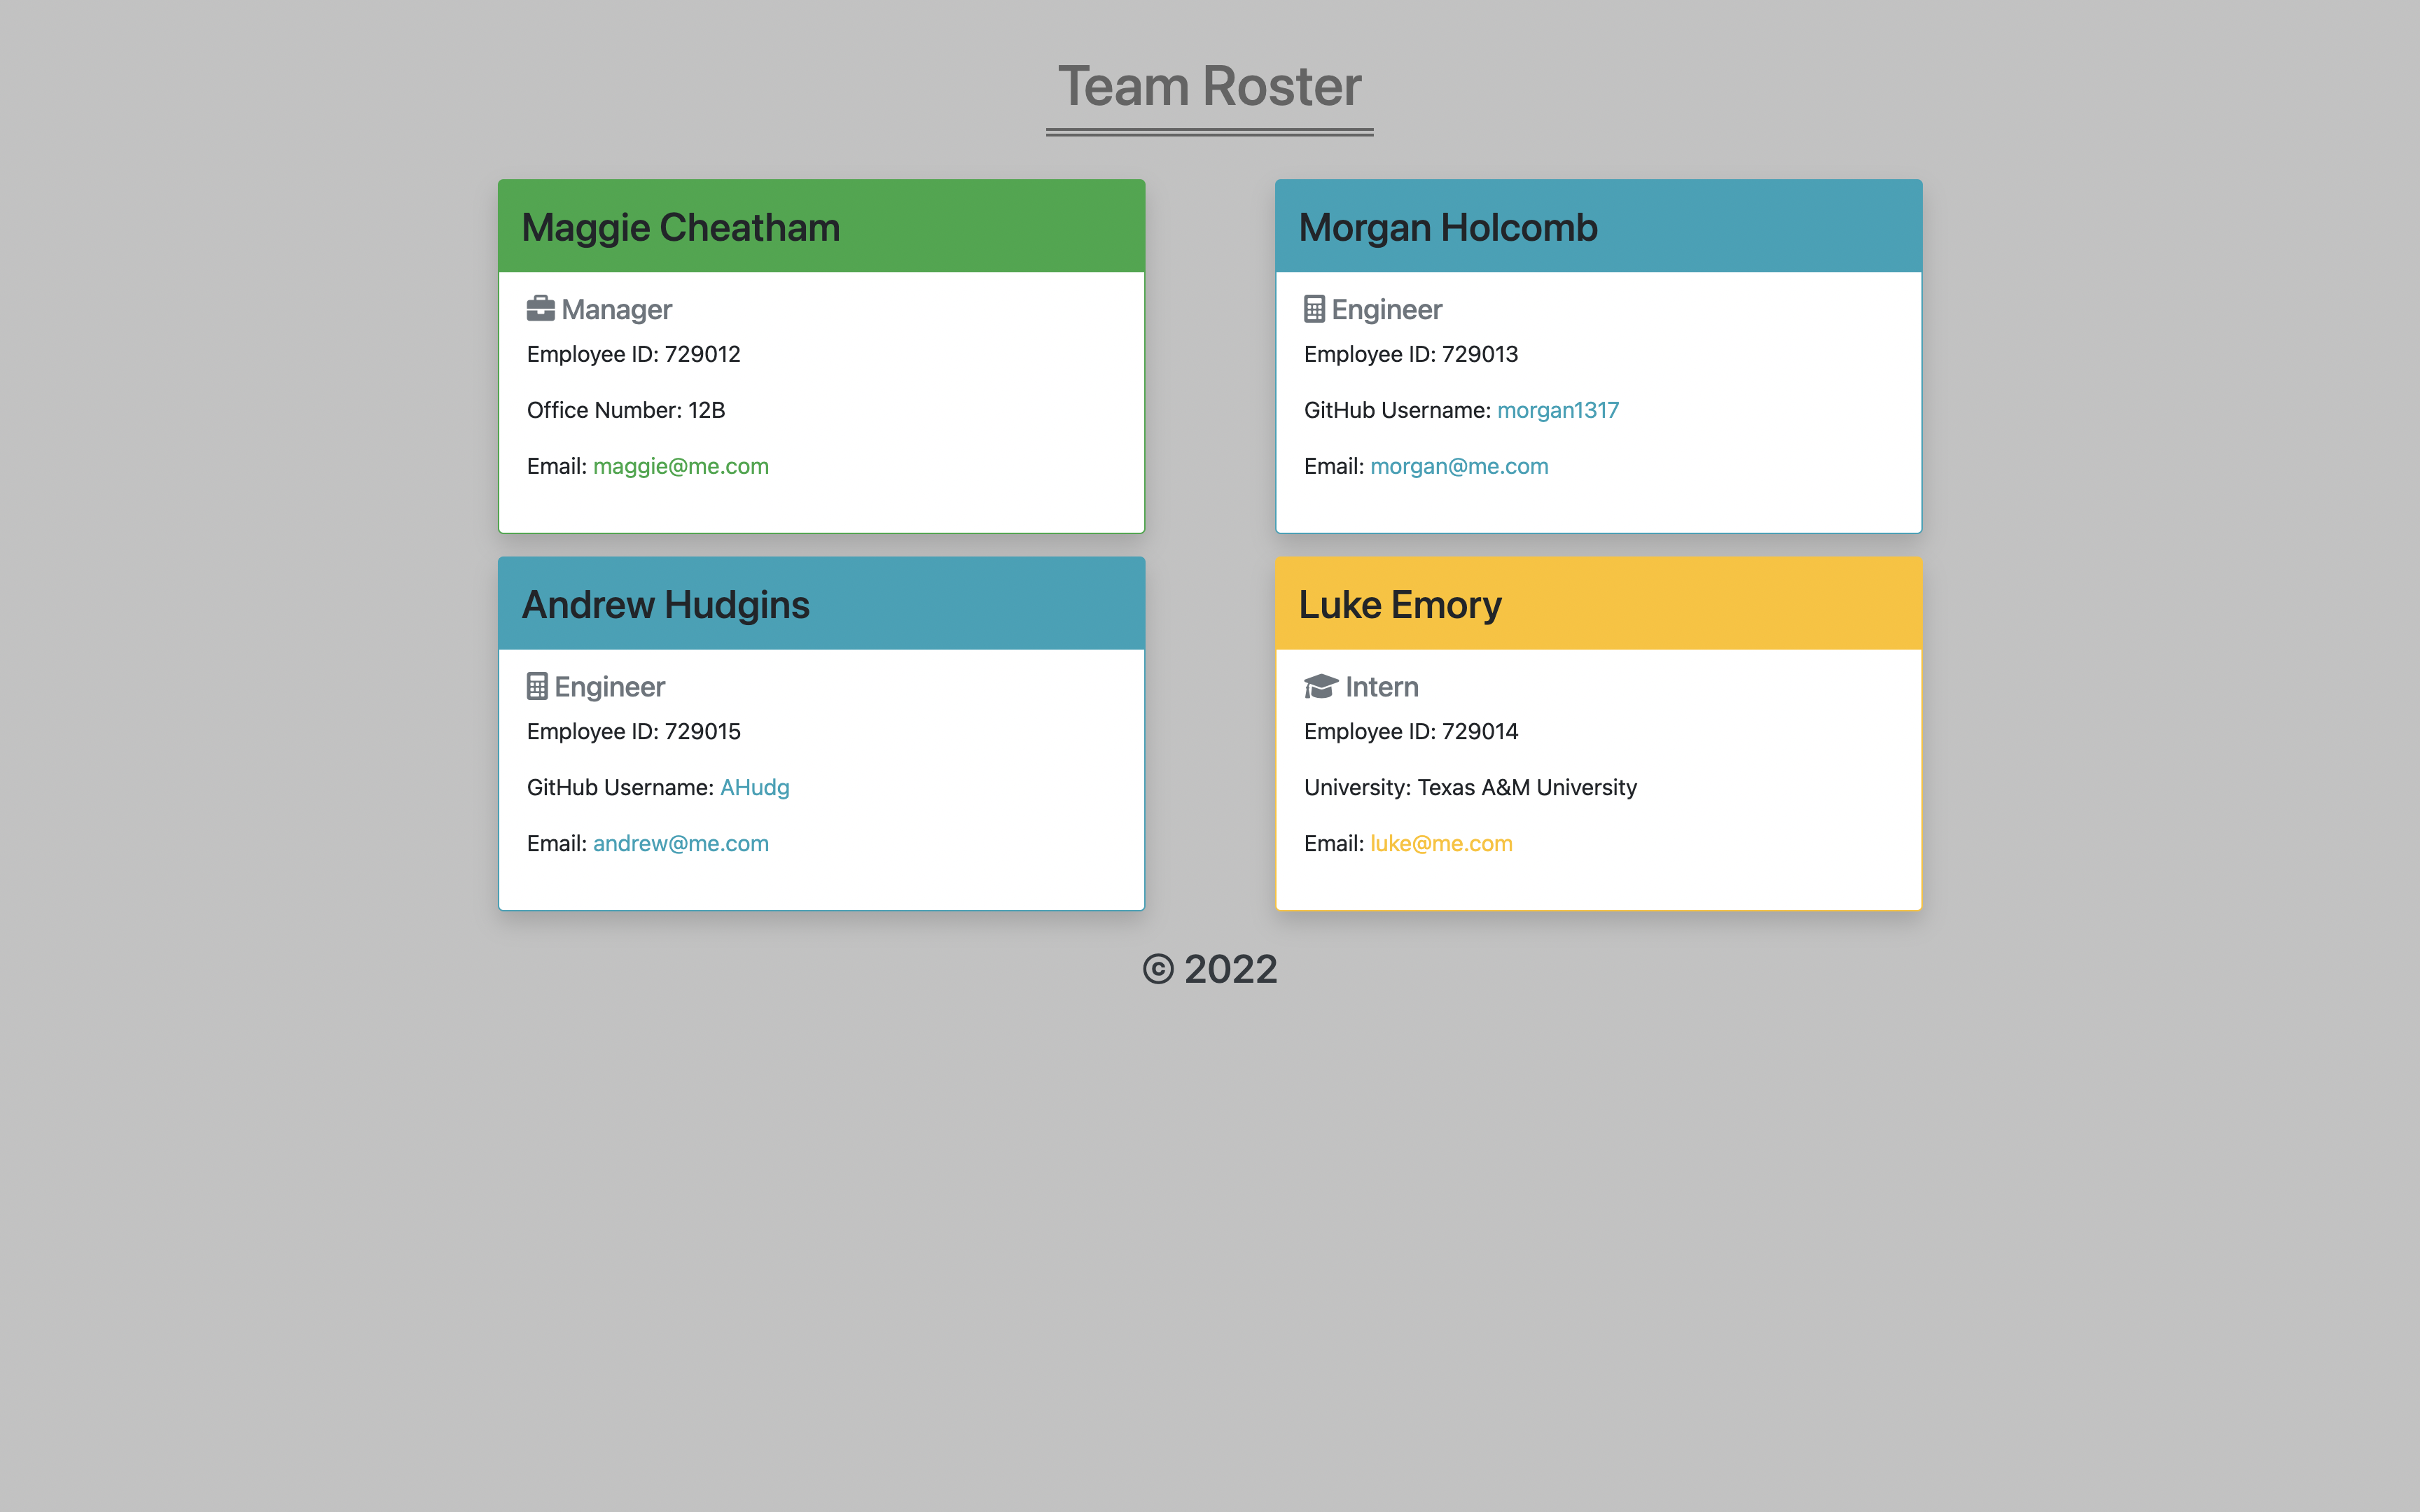 Team Roster
Maggie Cheatham
Manager
Employee ID: 729012
Office Number: 12B
Email: maggie@me.com
Morgan Holcomb
Engineer
Employee ID: 729013
GitHub Username: morgan1317
Email: morgan@me.com
Andrew Hudgins
Engineer
Employee ID: 729015
GitHub Username: AHudg
Email: andrew@me.com
Luke Emory
Intern
Employee ID: 729014
University: Texas A&M University
Email: luke@me.com
© 2022